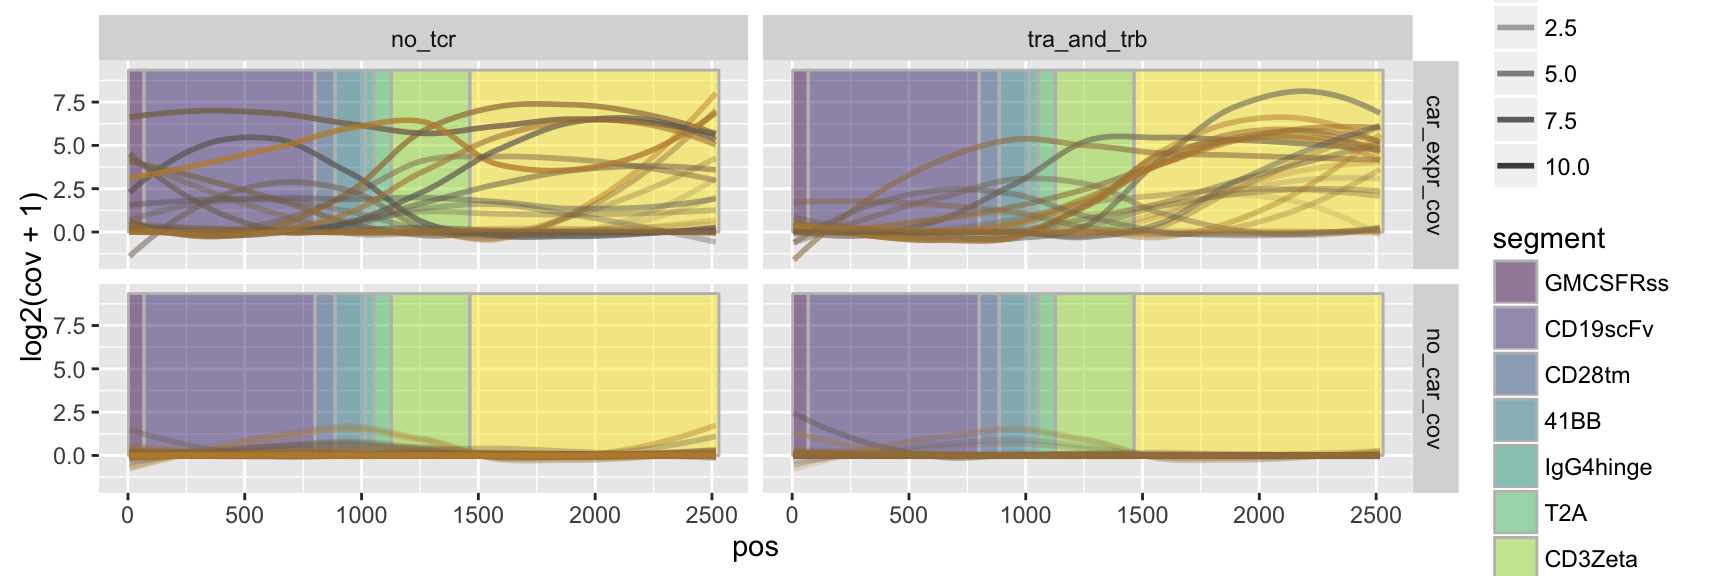 no_tcr
tra_and_trb
7.5
5.0
2.5
0.0
car_expr_cov
7.5
5.0
2.5
0.0
no_car_cov
log2(cov + 1)
0
500
1000
1500
2000
2500
0
500
1000
1500
2000
2500
pos
2.5
5.0
7.5
10.0
segment
GMCSFRss
CD19scFv
CD28tm
41BB
IgG4hinge
T2A
CD3Zeta